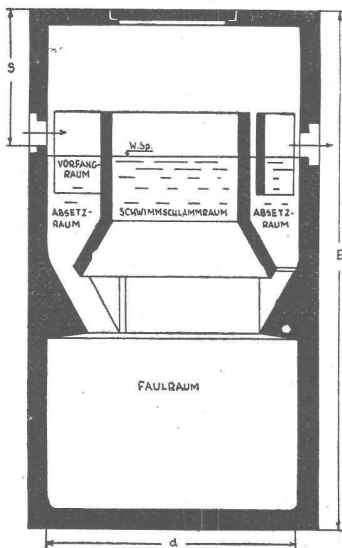 S
W.Sp.
VORFANG-
RAUM
ABSETZ-
RAUM
SCHWIMMSCHLAMMRAUM
ABSETZ-
RAUM
E
FAULRAUM
d